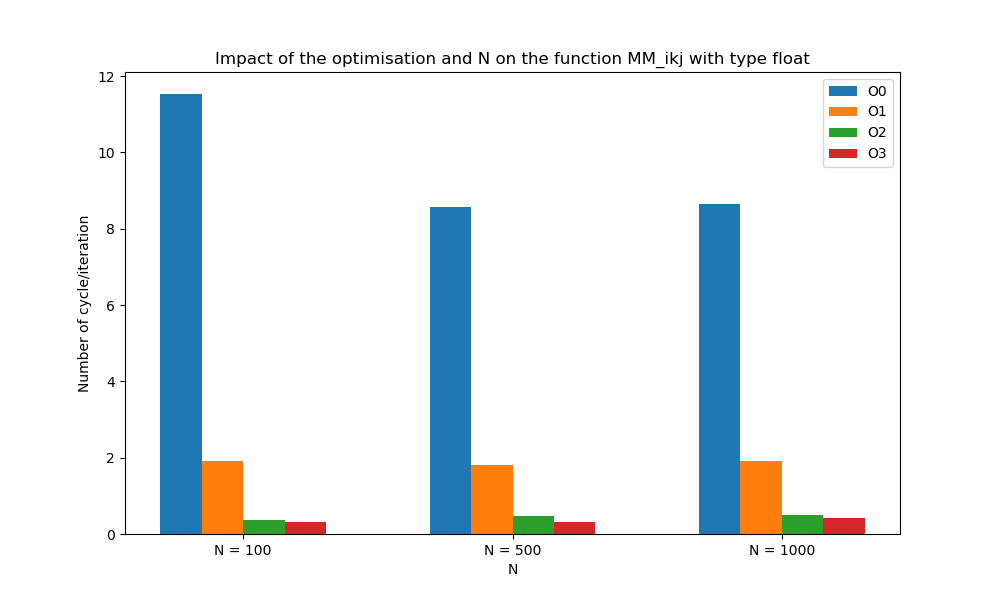 Impact of the optimisation and N on the function MM_ikj with type float
12
10
8
6
4
2
0
Number of cycle/iteration
O0
O1
O2
O3
N = 100
N = 500
N = 1000
N